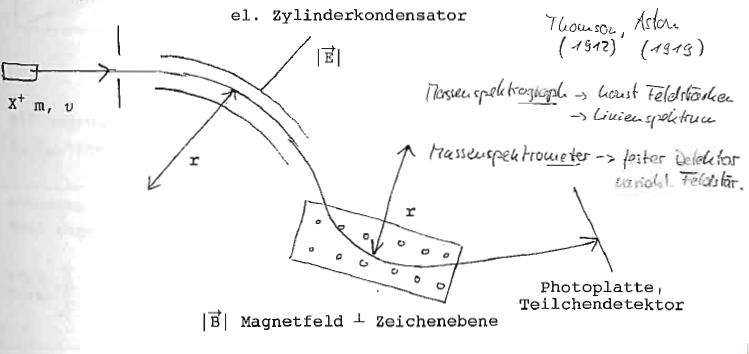 el. Zylinderkondensator
|E⃗|
Thomson, Aston
(1912) (1919)
X⁺ m, υ
Massenspektrograph → konst Feldstärken
→ Linienspektrum
r
Massenspektrometer → fester Detektor
variabl. Feldstär.
r
Photoplatte,
Teilchendetektor
|B⃗| Magnetfeld ⊥ Zeichenebene